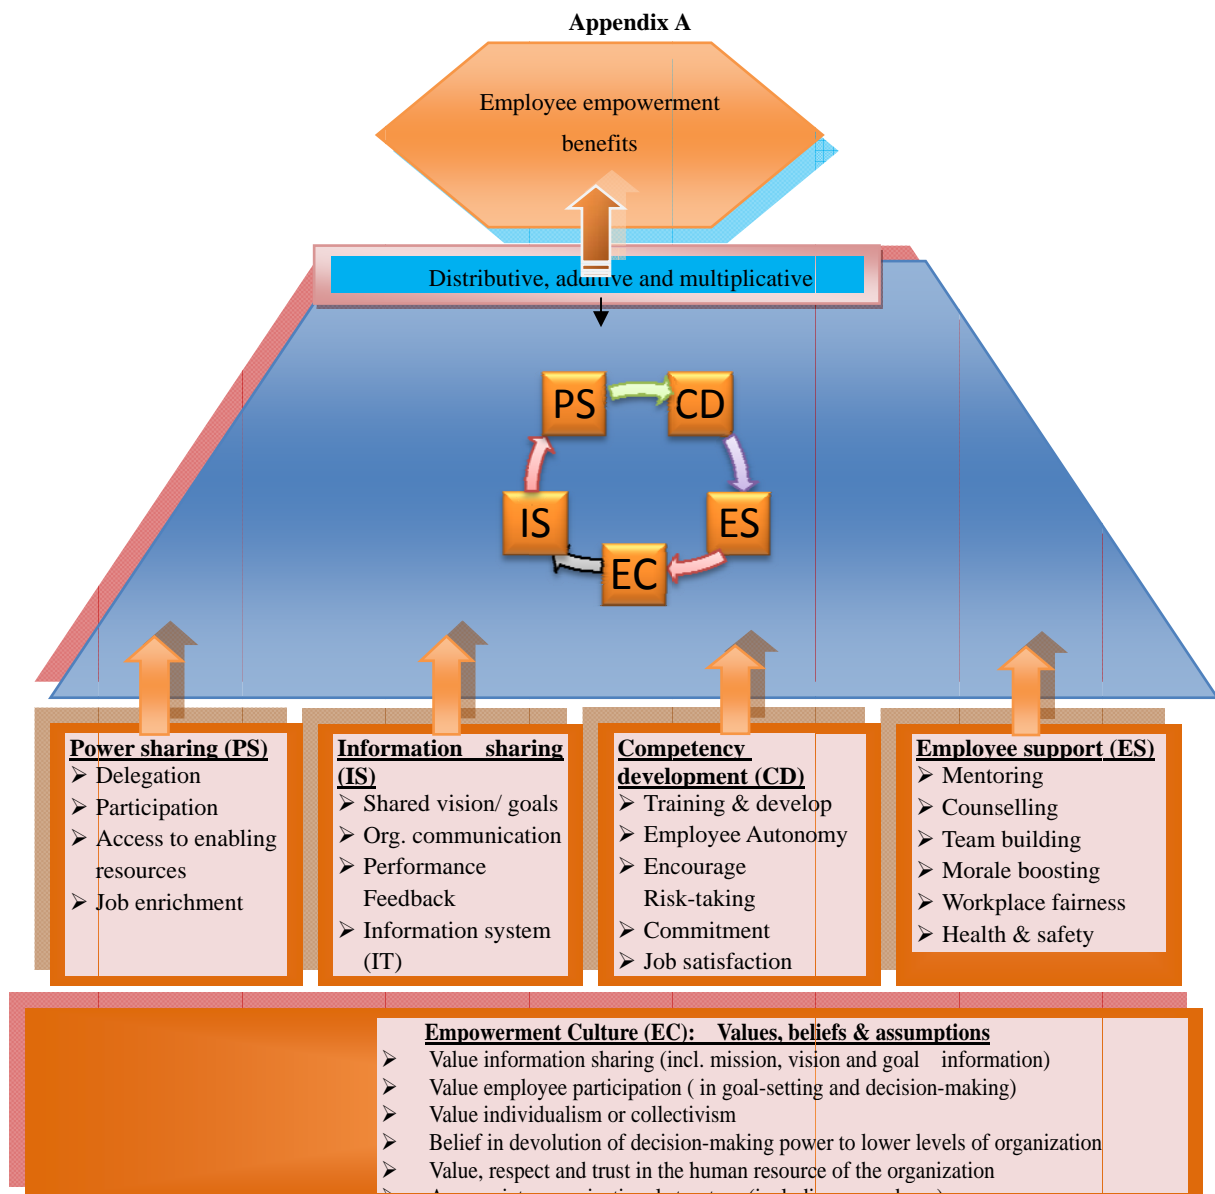 Appendix A
Employee empowerment
benefits
Distributive, additive and multiplicative
PS
CD
IS
ES
EC
Power sharing (PS)
➢ Delegation
➢ Participation
➢ Access to enabling
resources
➢ Job enrichment
Information sharing
(IS)
➢ Shared vision/ goals
➢ Org. communication
➢ Performance
Feedback
➢ Information system
(IT)
Competency
development (CD)
➢ Training & develop
➢ Employee Autonomy
➢ Encourage
Risk-taking
➢ Commitment
➢ Job satisfaction
Employee support (ES)
➢ Mentoring
➢ Counselling
➢ Team building
➢ Morale boosting
➢ Workplace fairness
➢ Health & safety
Empowerment Culture (EC): Values, beliefs & assumptions
➢ Value information sharing (incl. mission, vision and goal information)
➢ Value employee participation ( in goal-setting and decision-making)
➢ Value individualism or collectivism
➢ Belief in devolution of decision-making power to lower levels of organization
➢ Value, respect and trust in the human resource of the organization